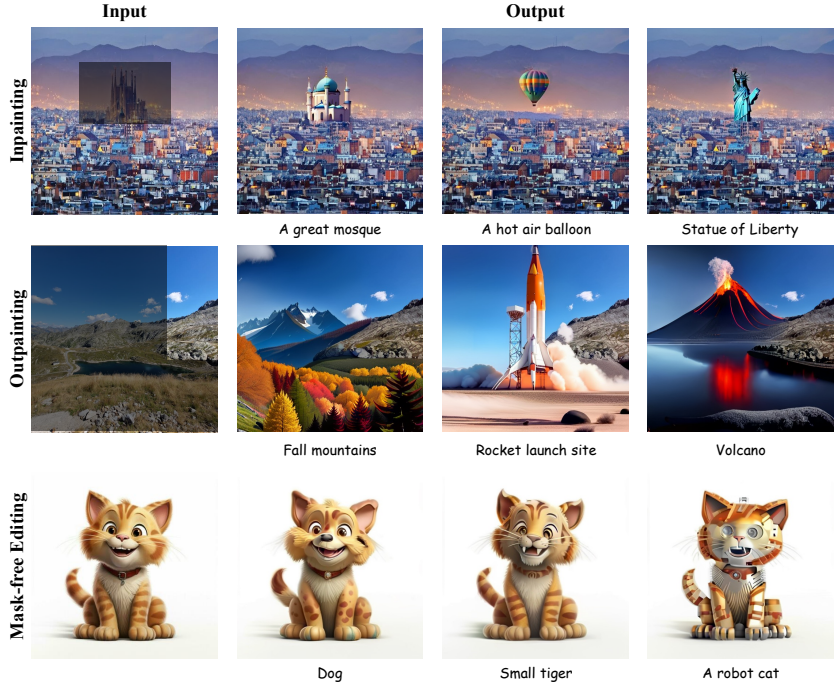 Input
Output
Inpainting
A great mosque
A hot air balloon
Statue of Liberty
Outpainting
Fall mountains
Rocket launch site
Volcano
Mask-free Editing
Dog
Small tiger
A robot cat